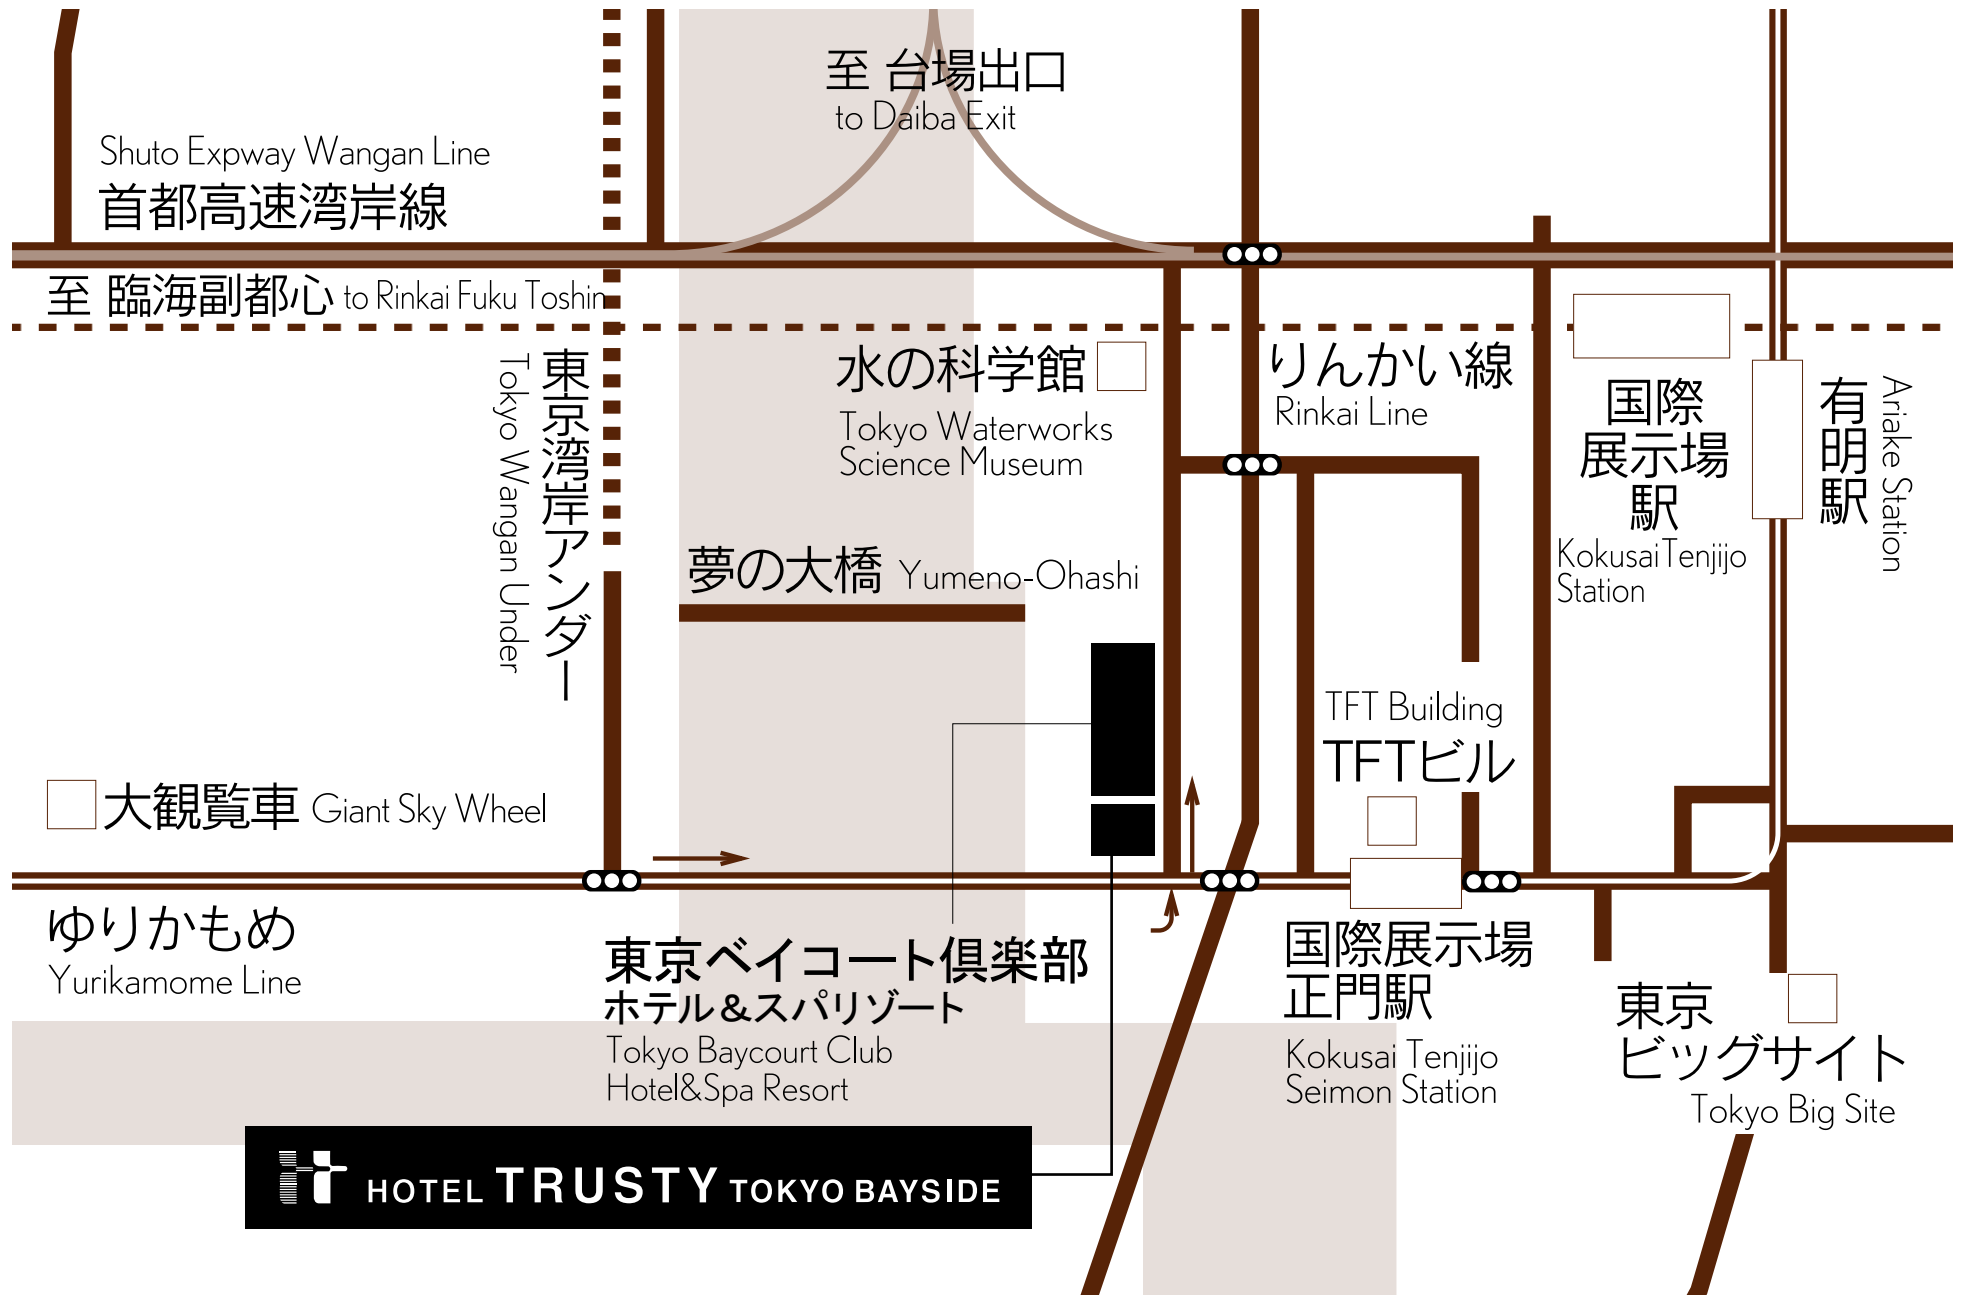 至 台場出口
to Daiba Exit
Shuto Expway Wangan Line
首都高速湾岸線
至 臨海副都心 to Rinkai Fuku Toshin
東京湾岸アンダー
Tokyo Wangan Under
水の科学館
Tokyo Waterworks
Science Museum
りんかい線
Rinkai Line
国際
展示場
駅
KokusaiTenjijo
Station
有明駅
Ariake Station
夢の大橋 Yumeno-Ohashi
TFT Building
TFTビル
大観覧車 Giant Sky Wheel
ゆりかもめ
Yurikamome Line
東京ベイコート倶楽部
ホテル&スパリゾート
Tokyo Baycourt Club
Hotel&Spa Resort
国際展示場
正門駅
Kokusai Tenjijo
Seimon Station
東京
ビッグサイト
Tokyo Big Site
HOTEL TRUSTY TOKYO BAYSIDE